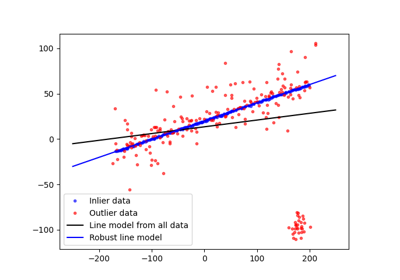 100
50
0
−50
−100
Inlier data
Outlier data
Line model from all data
Robust line model
−200
−100
0
100
200